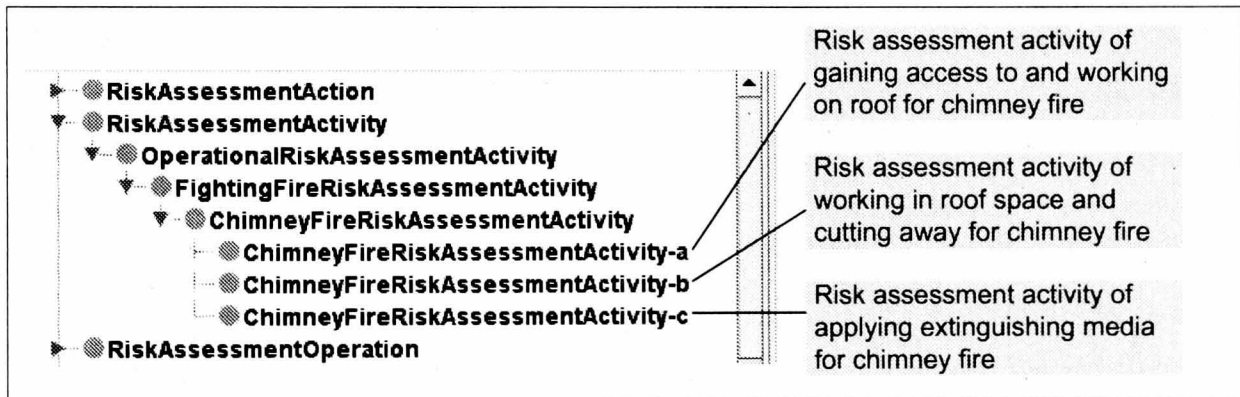 RiskAssessmentAction
RiskAssessmentActivity
OperationalRiskAssessmentActivity
FightingFireRiskAssessmentActivity
ChimneyFireRiskAssessmentActivity
ChimneyFireRiskAssessmentActivity-a
ChimneyFireRiskAssessmentActivity-b
ChimneyFireRiskAssessmentActivity-c
RiskAssessmentOperation
Risk assessment activity of
gaining access to and working
on roof for chimney fire
Risk assessment activity of
working in roof space and
cutting away for chimney fire
Risk assessment activity of
applying extinguishing media
for chimney fire